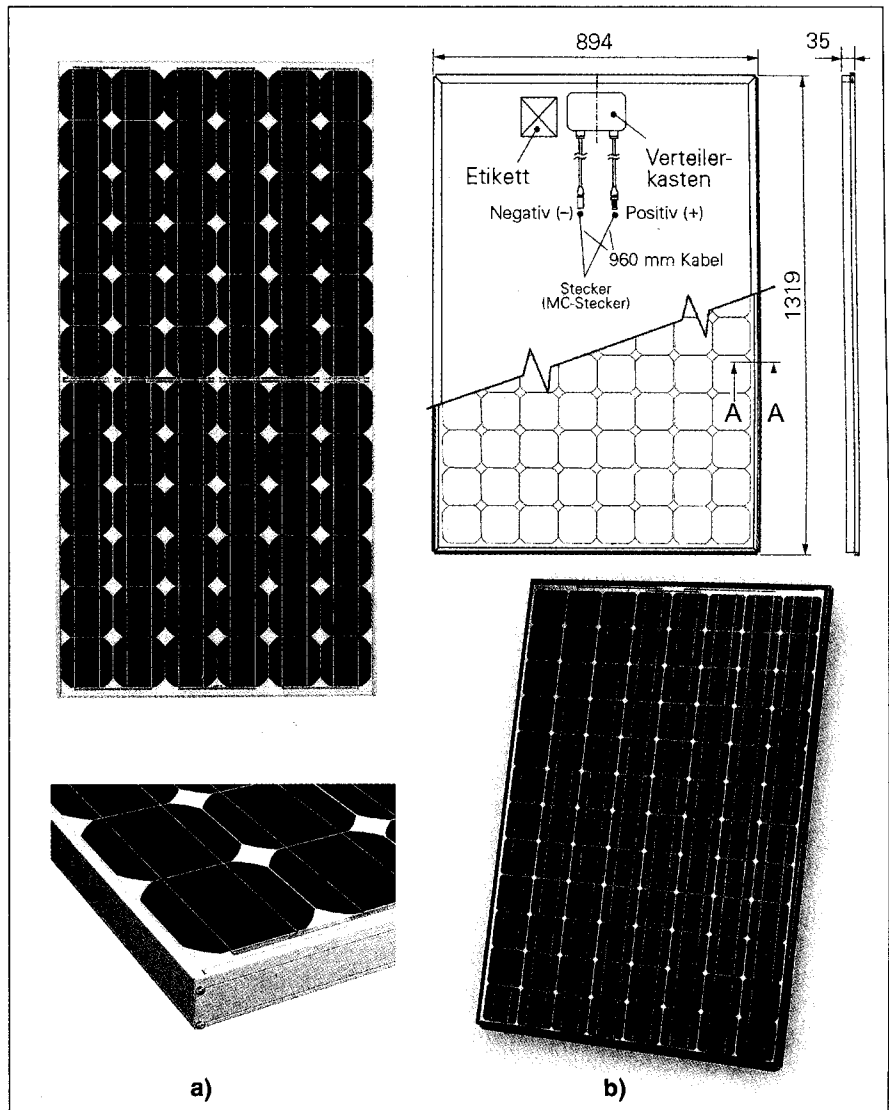 894
35
Etikett
Verteiler-
kasten
Negativ (–)
Positiv (+)
960 mm Kabel
Stecker
(MC-Stecker)
1319
A
A
a)
b)